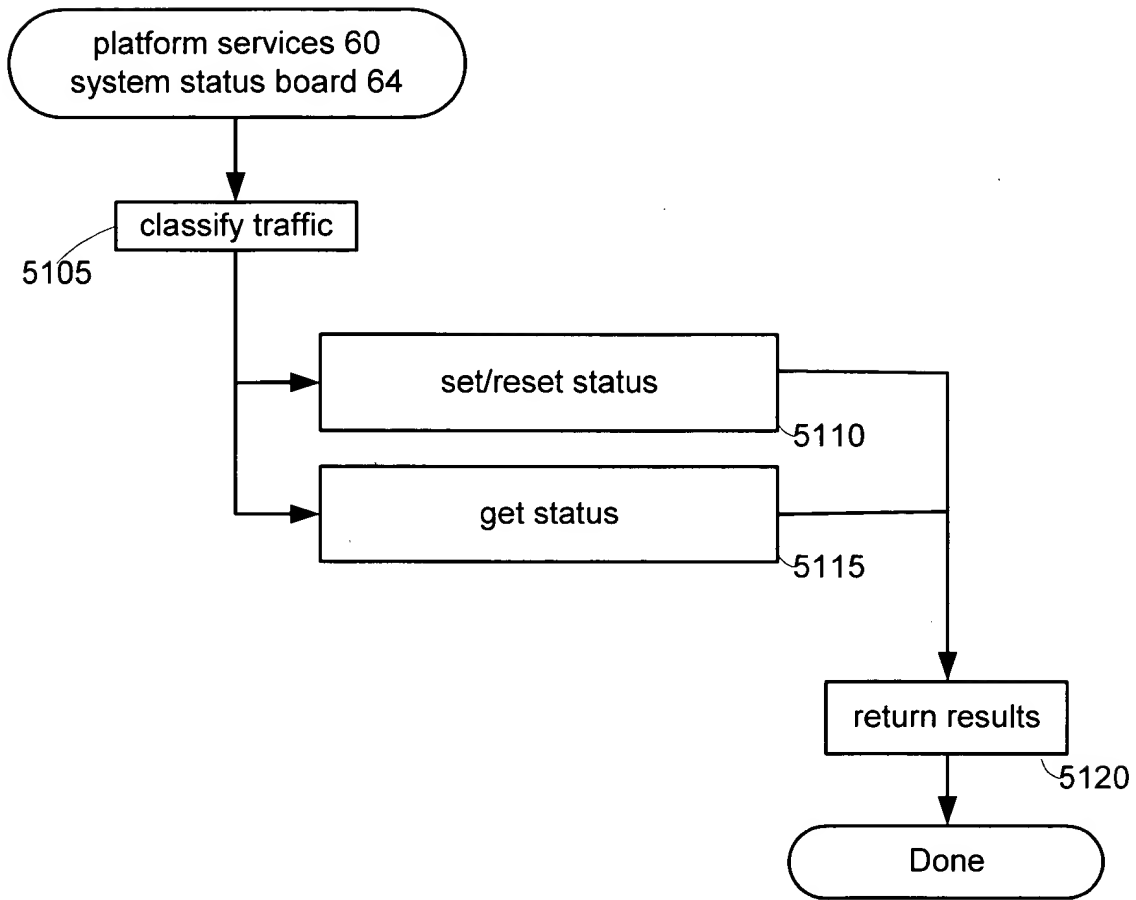 platform services 60
system status board 64
classify traffic
5105
set/reset status
5110
get status
5115
return results
5120
Done